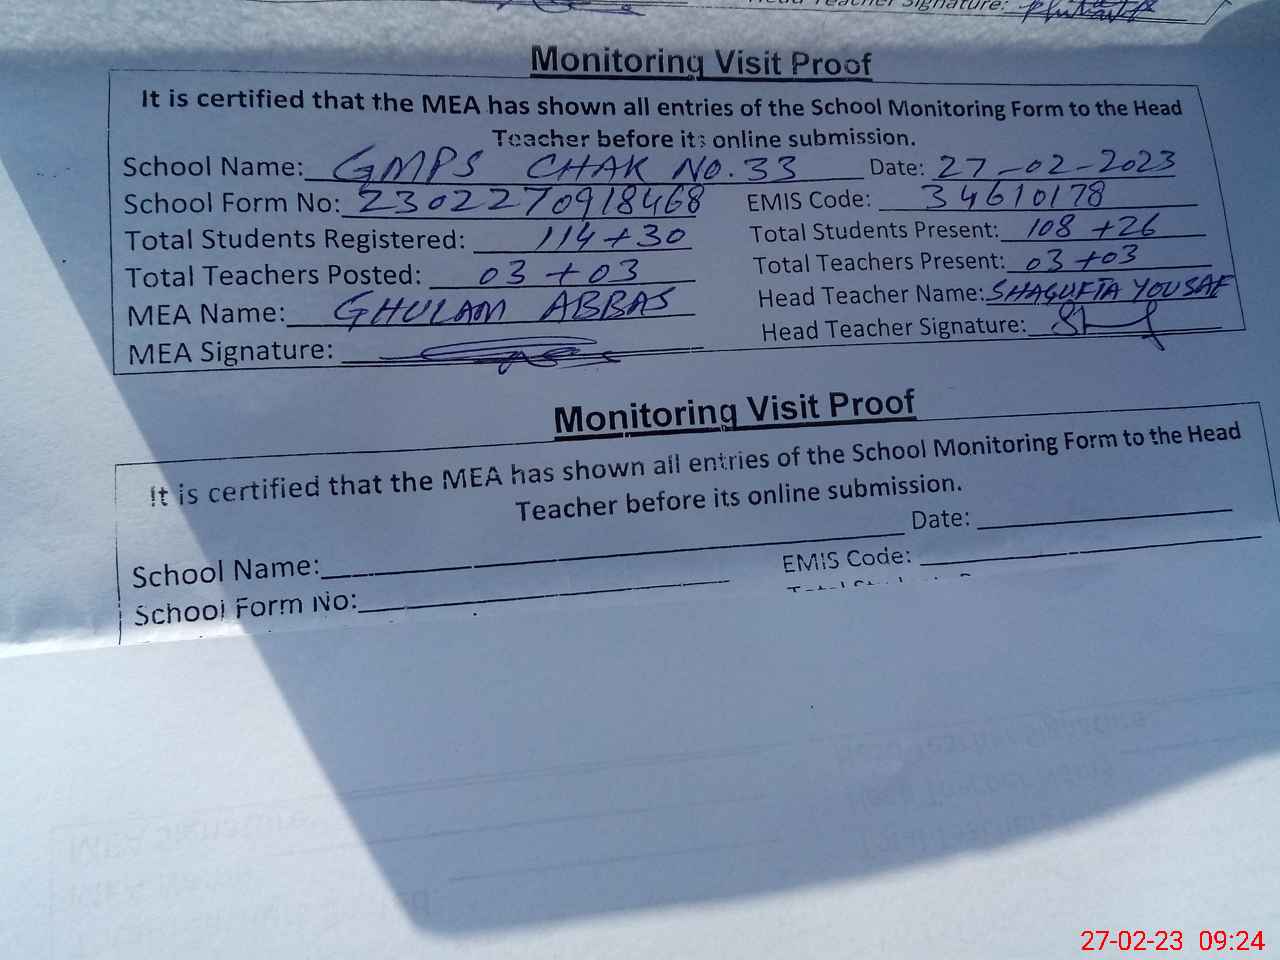 Head Teacher Signature:
Monitoring Visit Proof
It is certified that the MEA has shown all entries of the School Monitoring Form to the Head
Teacher before its online submission.
School Name: GMPS CHAK NO. 33 Date: 27-02-2023
School Form No: 2302270918468 EMIS Code: 34610178
Total Students Registered: 114+30 Total Students Present: 108+26
Total Teachers Posted: 03+03 Total Teachers Present: 03+03
MEA Name: GHULAM ABBAS Head Teacher Name: SHAGUFTA YOUSAF
MEA Signature: Head Teacher Signature:
Monitoring Visit Proof
It is certified that the MEA has shown all entries of the School Monitoring Form to the Head
Teacher before its online submission.
School Name: Date:
School Form No: EMIS Code:
27-02-23 09:24